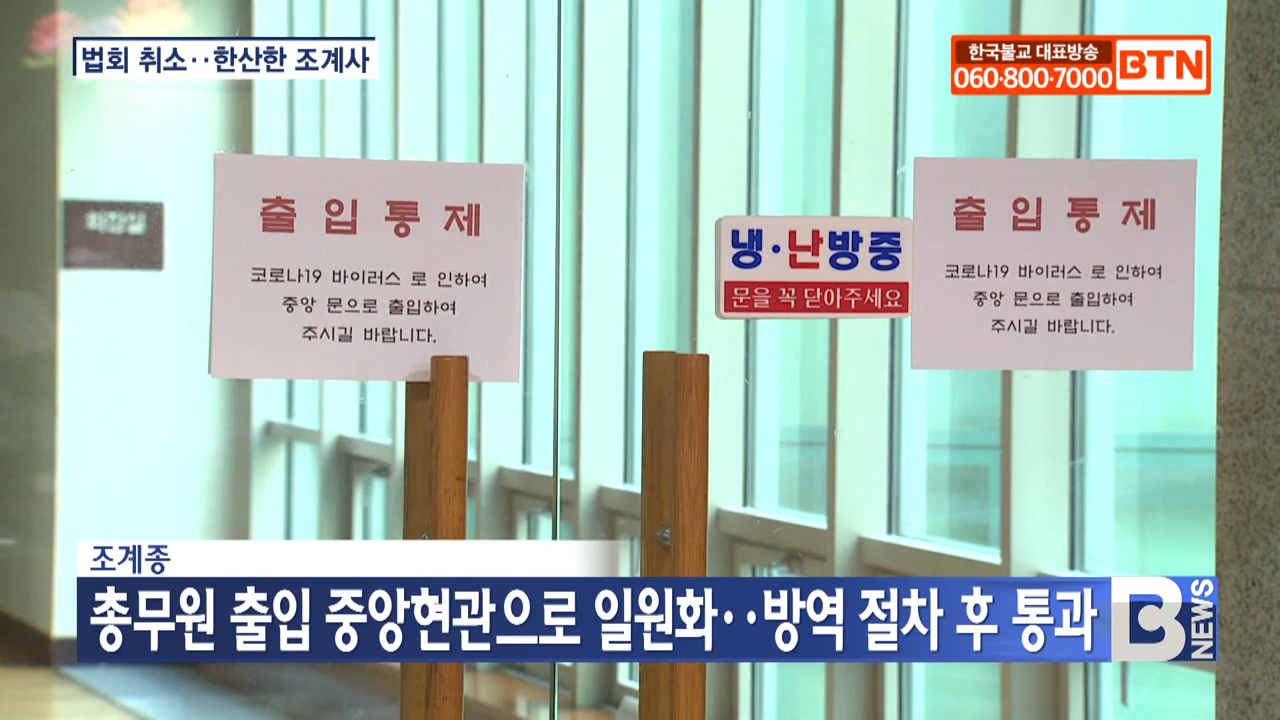 법회 취소‥한산한 조계사
한국불교 대표방송
060·800·7000
BTN
화장실
출입통제
코로나19 바이러스 로 인하여
중앙 문으로 출입하여
주시길 바랍니다.
냉·난방중
문을 꼭 닫아주세요
출입통제
코로나19 바이러스 로 인하여
중앙 문으로 출입하여
주시길 바랍니다.
조계종
총무원 출입 중앙현관으로 일원화‥방역 절차 후 통과
B NEWS